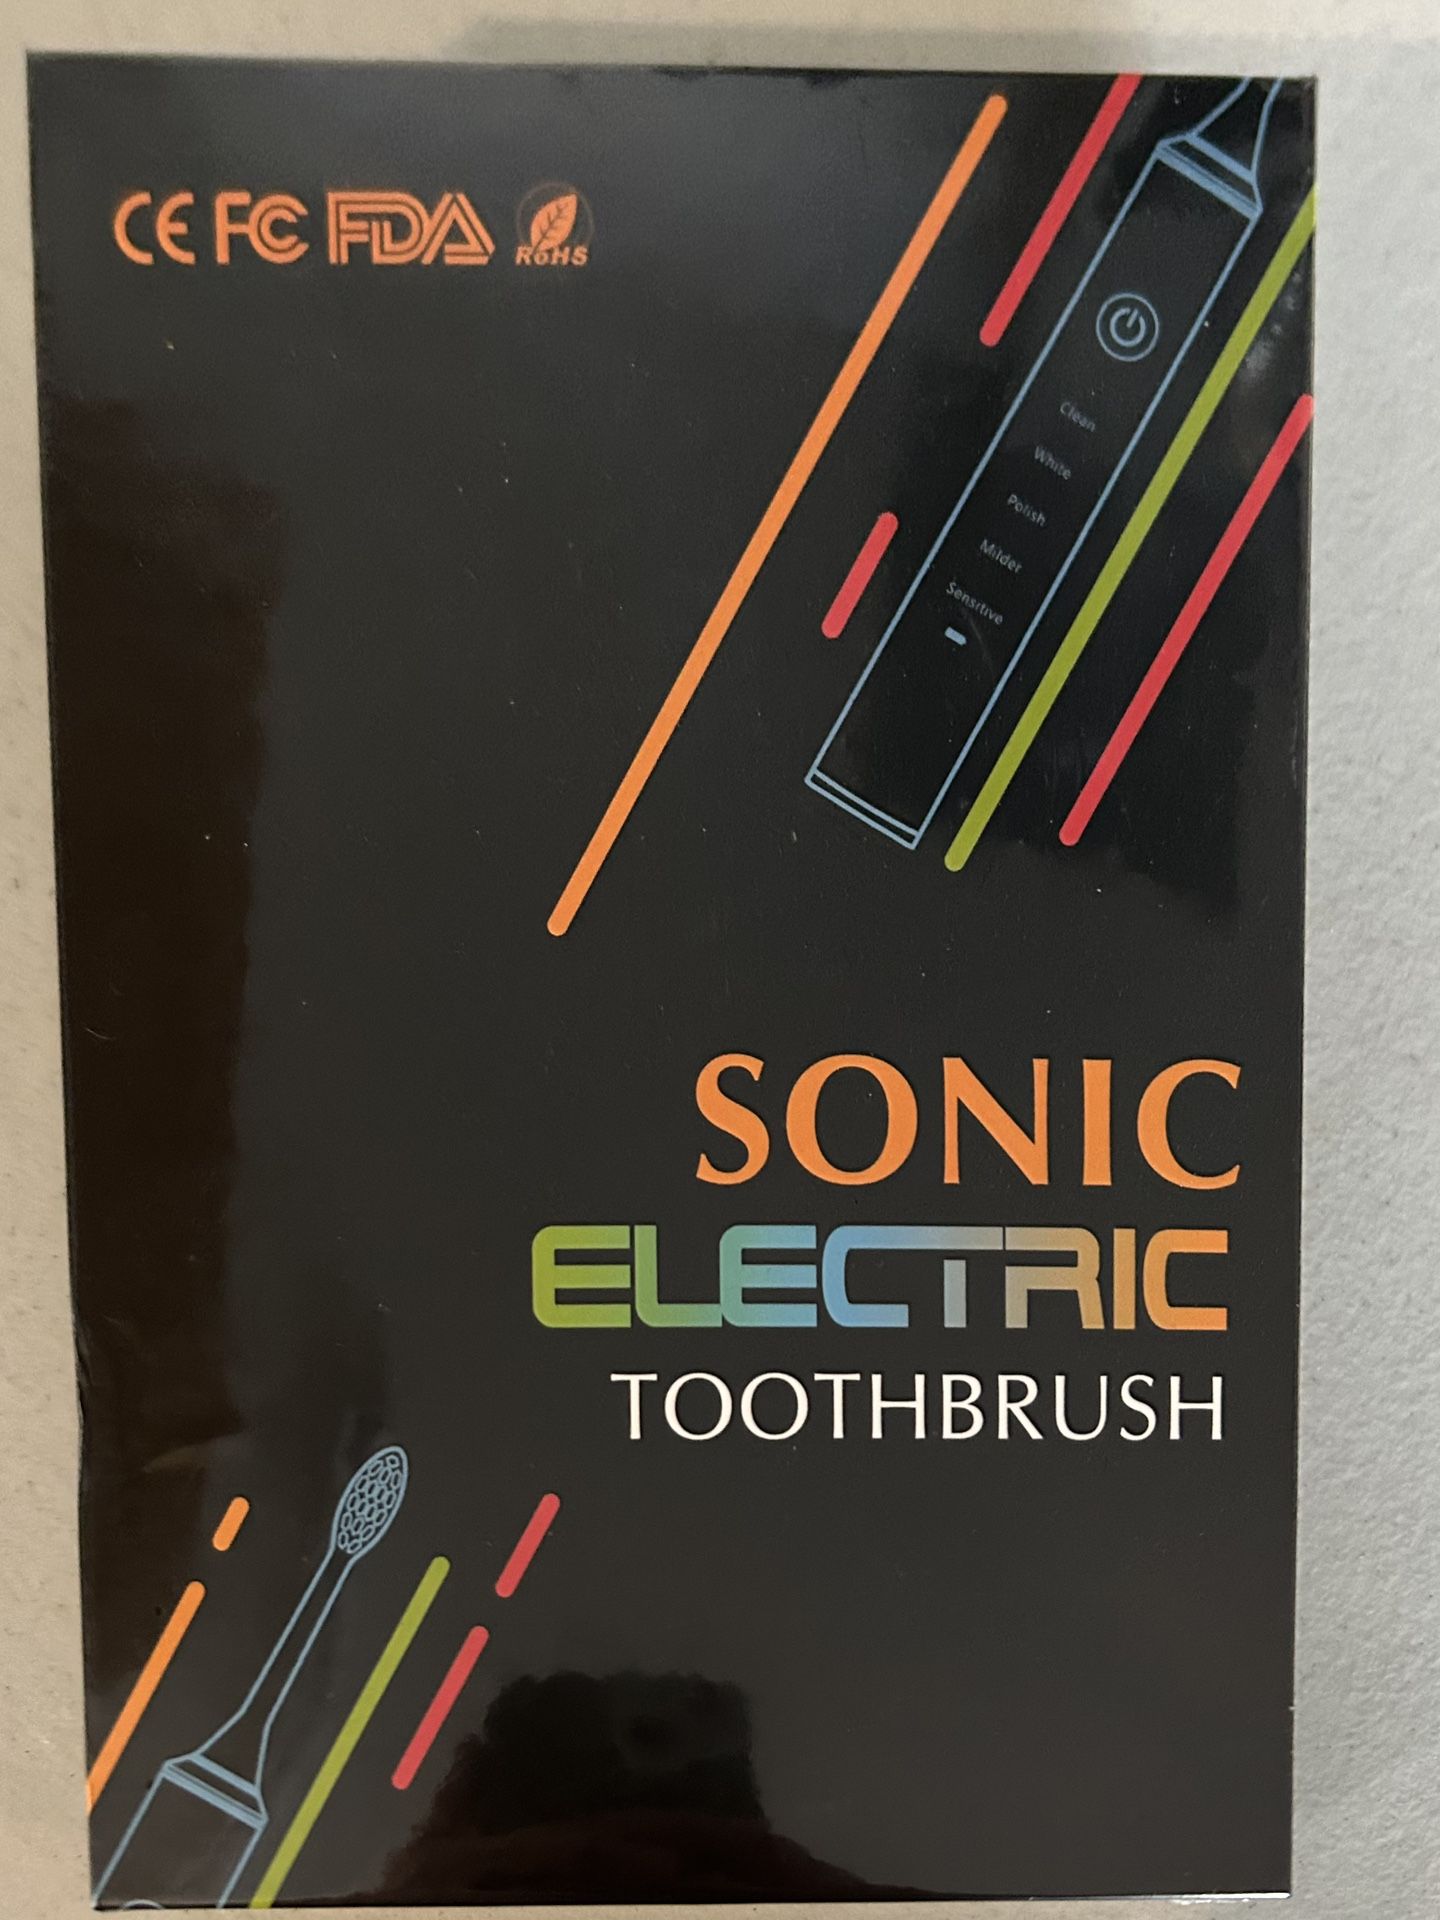 CE FC FDA RoHS
Clean
White
Polish
Milder
Sensitive
SONIC
ELECTRIC
TOOTHBRUSH